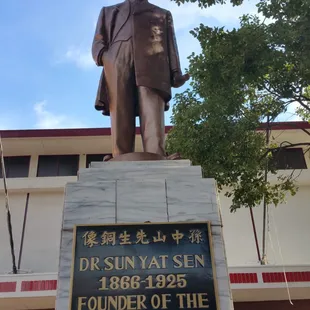 孫中山先生銅像
DR SUN YAT SEN
1866-1925
FOUNDER OF THE